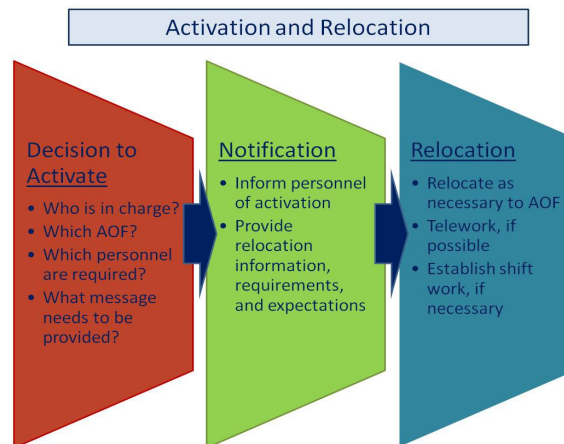 Activation and Relocation
Decision to
Activate
• Who is in charge?
• Which AOF?
• Which personnel
are required?
• What message
needs to be
provided?
Notification
• Inform personnel
of activation
• Provide
relocation
information,
requirements,
and expectations
Relocation
• Relocate as
necessary to AOF
• Telework, if
possible
• Establish shift
work, if
necessary